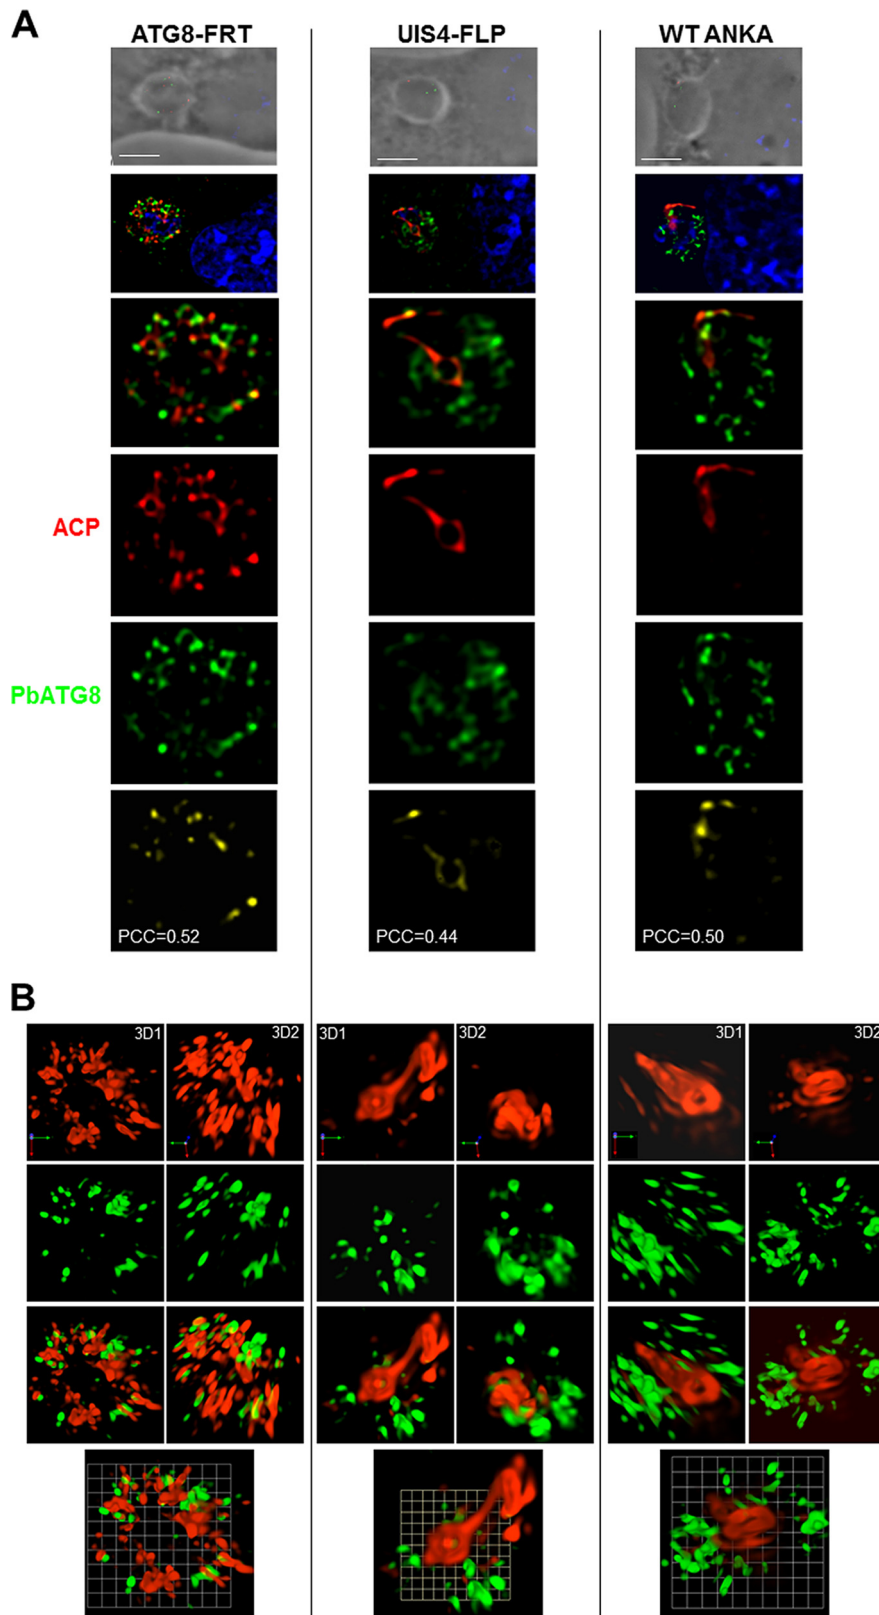 A
ATG8-FRT
UIS4-FLP
WT ANKA
ACP
PbATG8
PCC=0.52
PCC=0.44
PCC=0.50
B
3D1
3D2
3D1
3D2
3D1
3D2